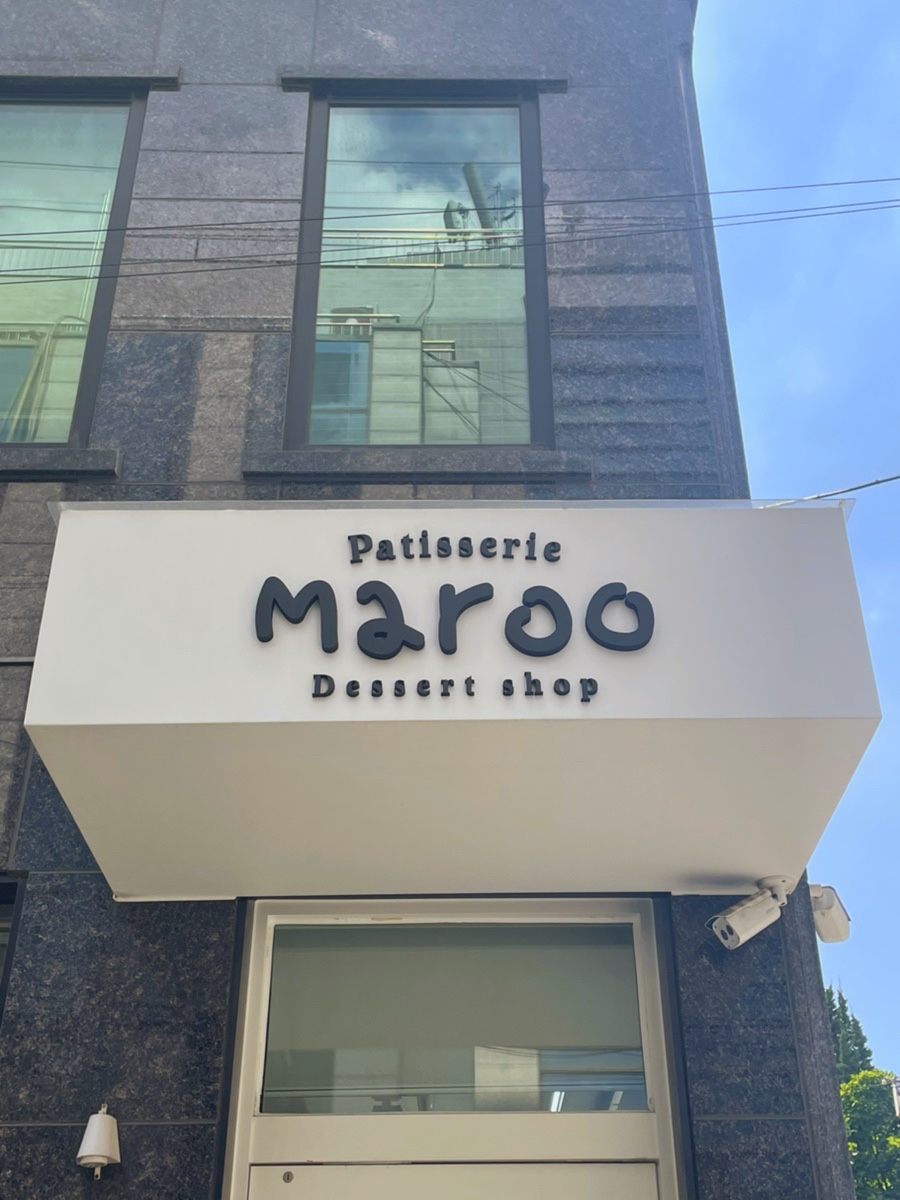 Patisserie
maroo
Dessert shop